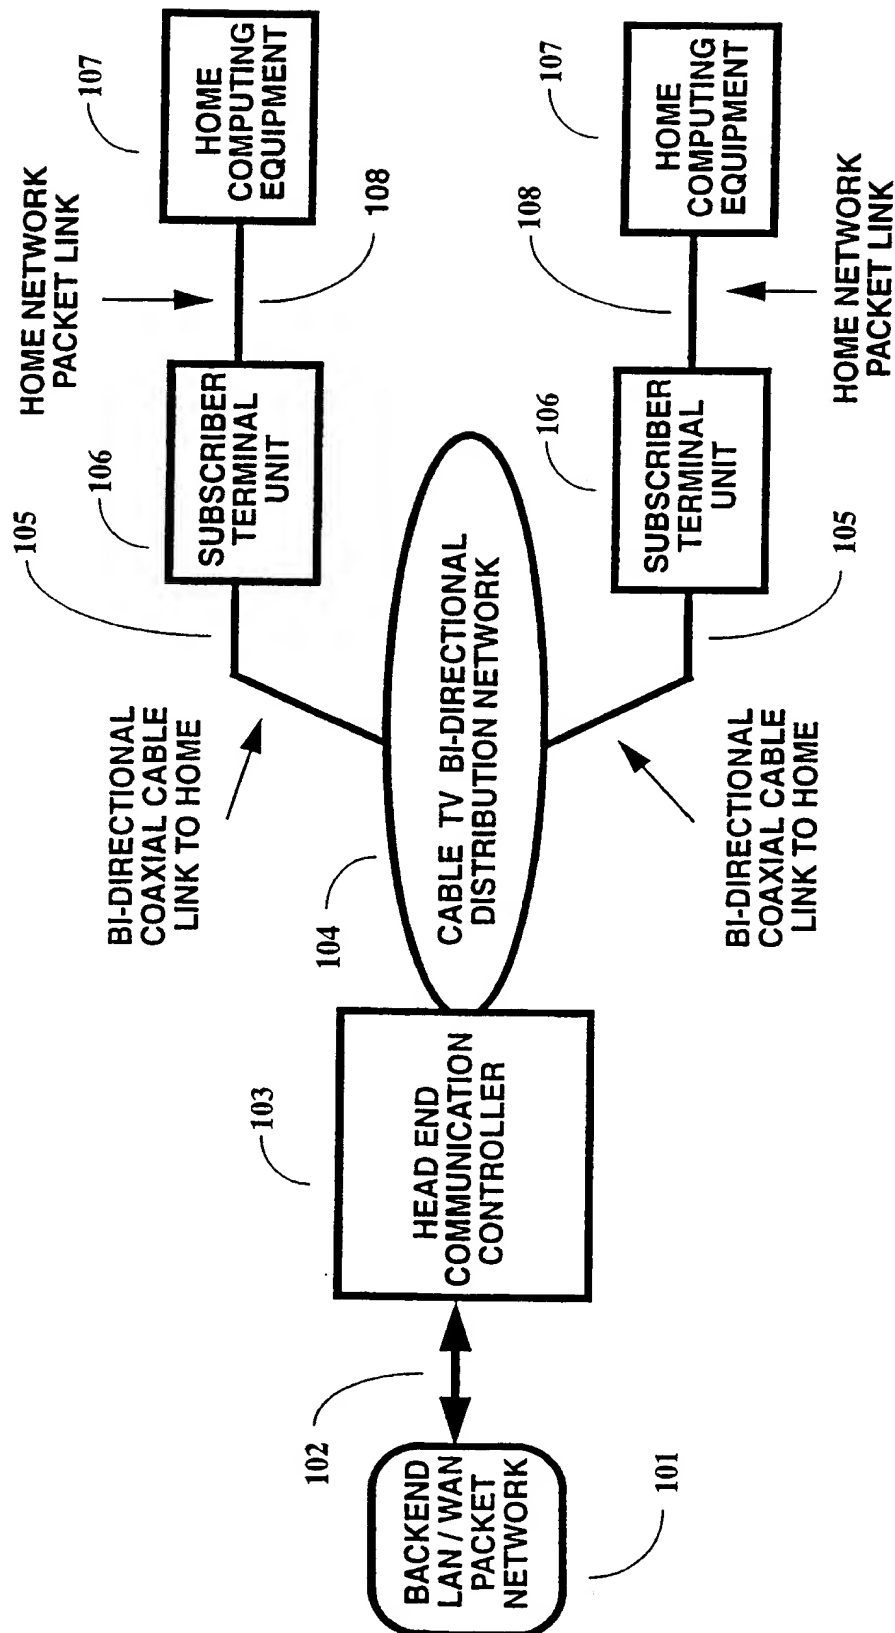 BACKEND
LAN / WAN
PACKET
NETWORK
101
102
HEAD END
COMMUNICATION
CONTROLLER
103
CABLE TV BI-DIRECTIONAL
DISTRIBUTION NETWORK
104
BI-DIRECTIONAL
COAXIAL CABLE
LINK TO HOME
105
SUBSCRIBER
TERMINAL
UNIT
106
HOME NETWORK
PACKET LINK
108
HOME
COMPUTING
EQUIPMENT
107
BI-DIRECTIONAL
COAXIAL CABLE
LINK TO HOME
105
SUBSCRIBER
TERMINAL
UNIT
106
HOME NETWORK
PACKET LINK
108
HOME
COMPUTING
EQUIPMENT
107